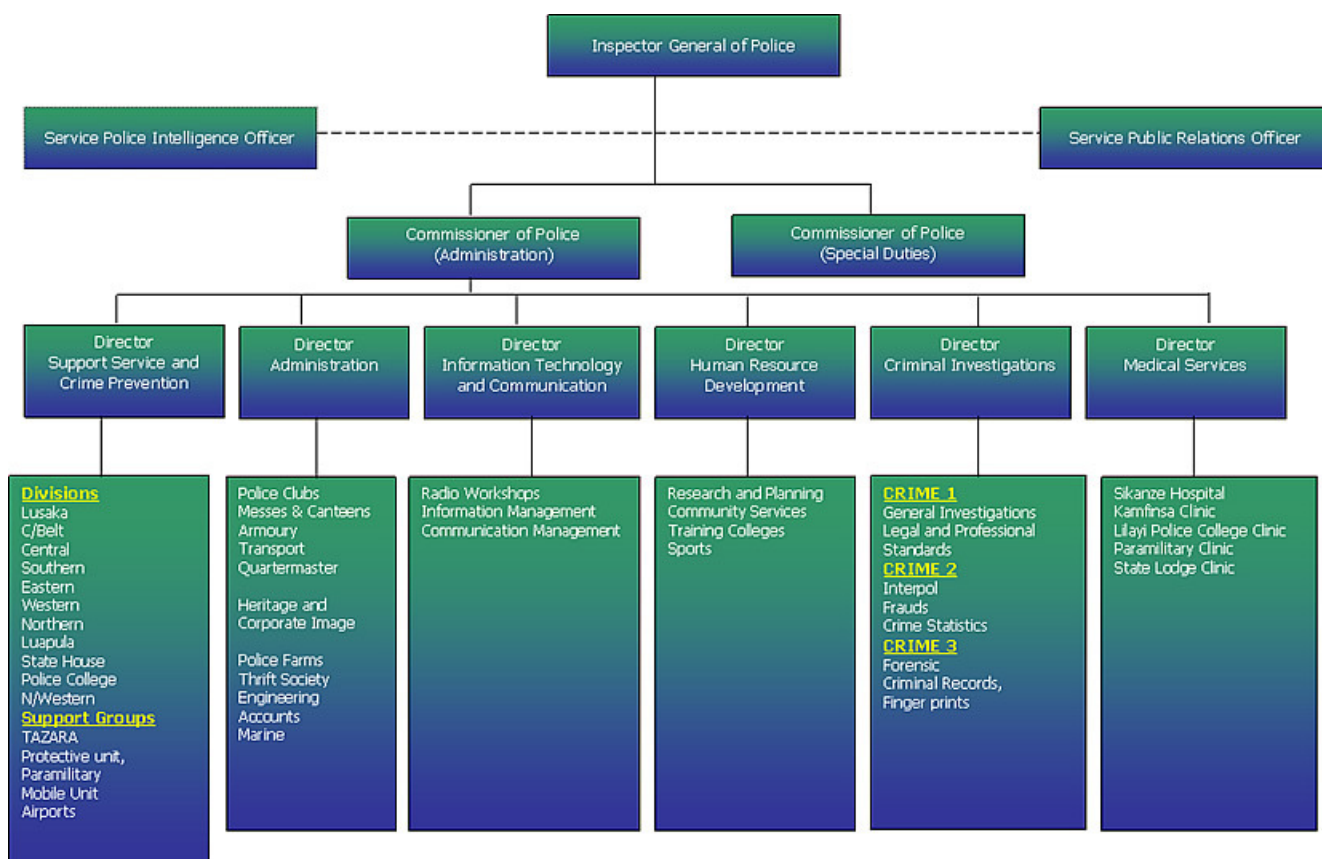 Inspector General of Police
Service Police Intelligence Officer
Service Public Relations Officer
Commissioner of Police
(Administration)
Commissioner of Police
(Special Duties)
Director
Support Service and
Crime Prevention
Director
Administration
Director
Information Technology
and Communication
Director
Human Resource
Development
Director
Criminal Investigations
Director
Medical Services
Divisions
Lusaka
C/Belt
Central
Southern
Eastern
Western
Northern
Luapula
State House
Police College
N/Western
Support Groups
TAZARA
Protective unit,
Paramilitary
Mobile Unit
Airports
Police Clubs
Messes & Canteens
Armoury
Transport
Quartermaster
Heritage and
Corporate Image
Police Farms
Thrift Society
Engineering
Accounts
Marine
Radio Workshops
Information Management
Communication Management
Research and Planning
Community Services
Training Colleges
Sports
CRIME 1
General Investigations
Legal and Professional
Standards
CRIME 2
Interpol
Frauds
Crime Statistics
CRIME 3
Forensic
Criminal Records,
Finger prints
Sikanze Hospital
Kamfinsa Clinic
Lilayi Police College Clinic
Paramilitary Clinic
State Lodge Clinic